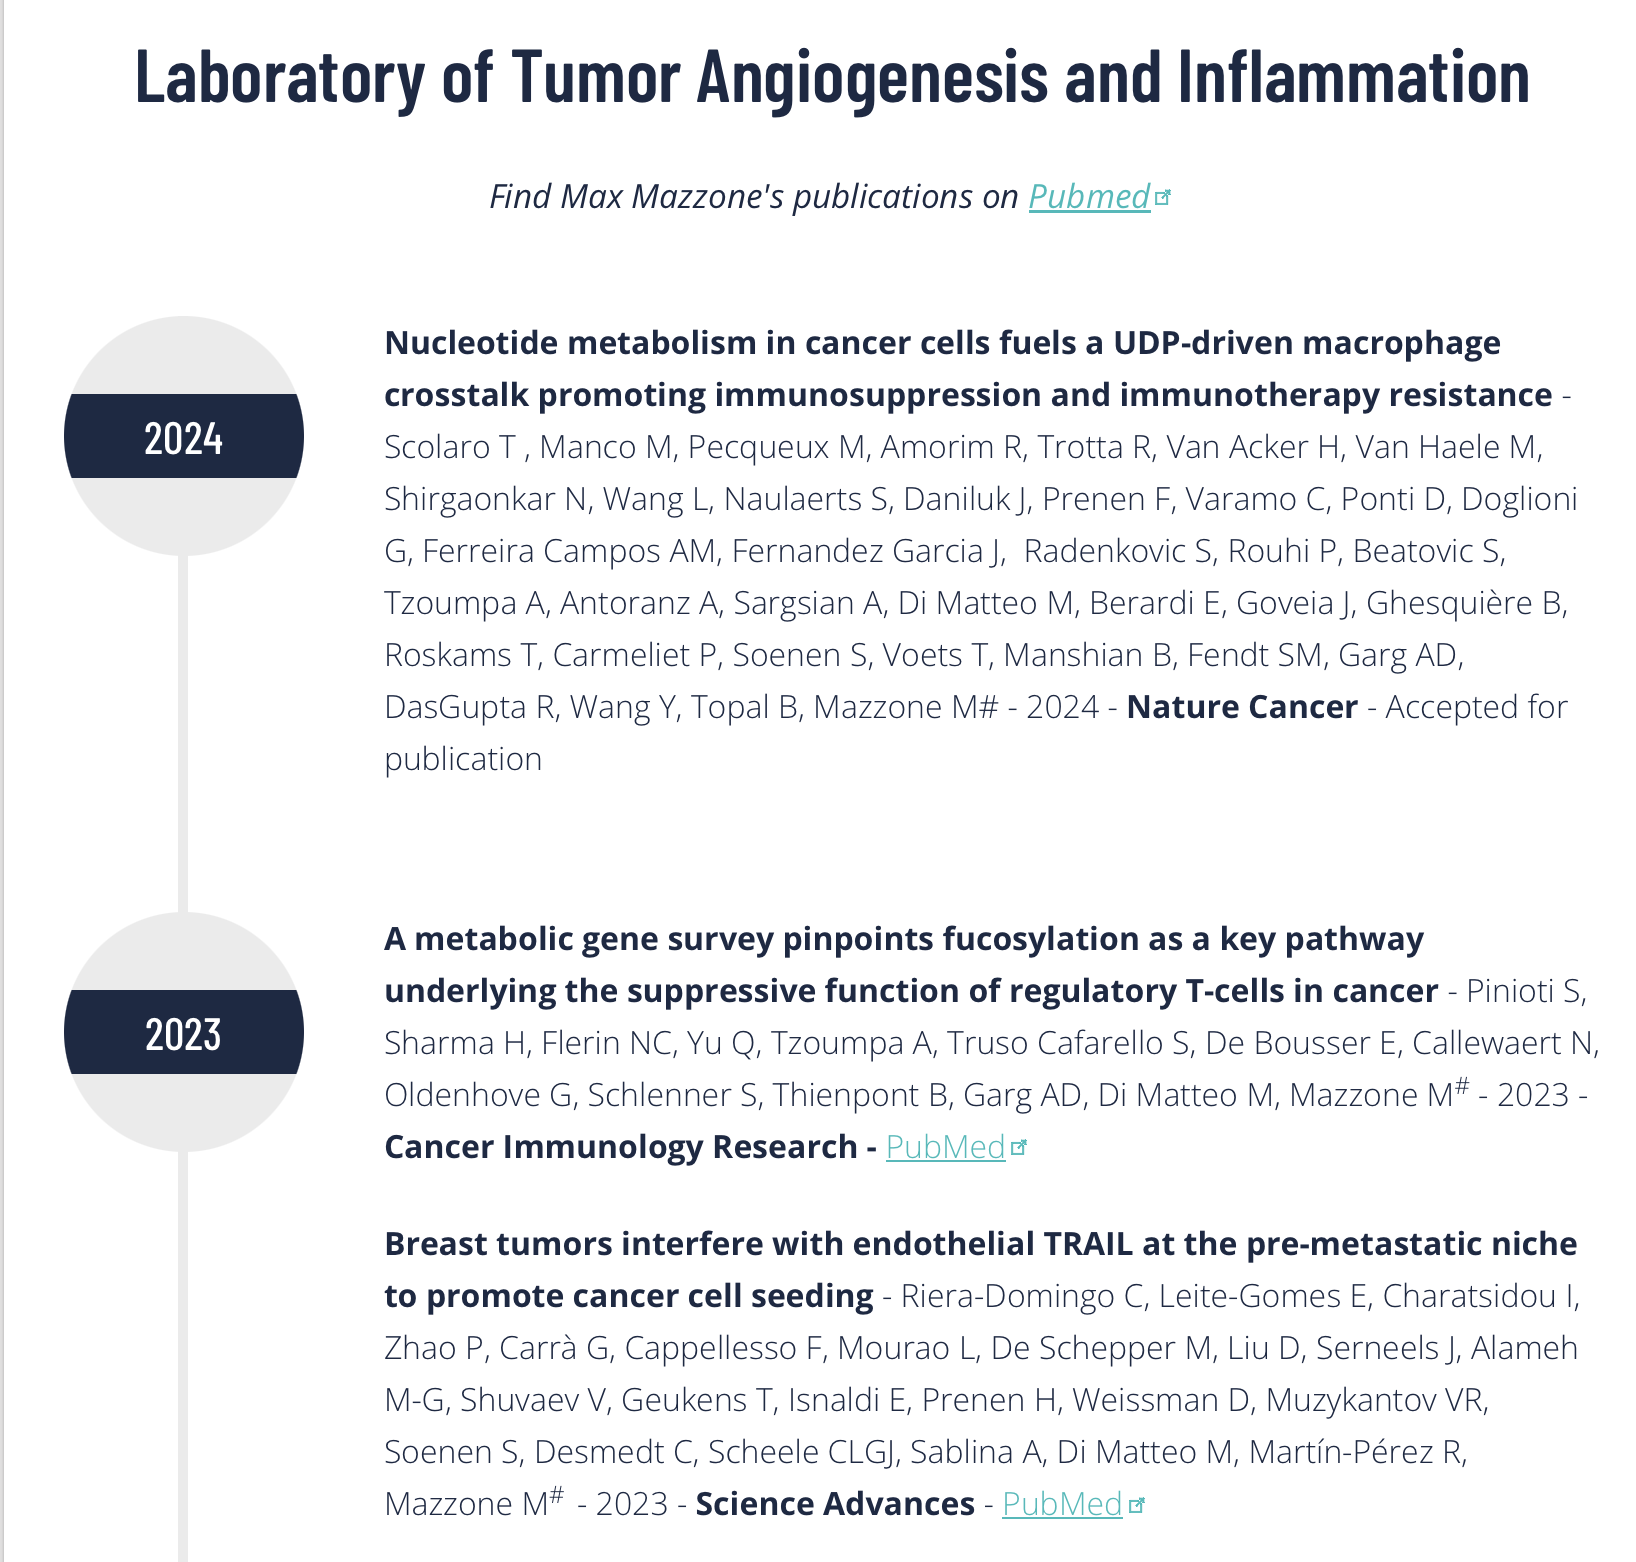 Laboratory of Tumor Angiogenesis and Inflammation
Find Max Mazzone's publications on Pubmed
2024
Nucleotide metabolism in cancer cells fuels a UDP-driven macrophage
crosstalk promoting immunosuppression and immunotherapy resistance -
Scolaro T , Manco M, Pecqueux M, Amorim R, Trotta R, Van Acker H, Van Haele M,
Shirgaonkar N, Wang L, Naulaerts S, Daniluk J, Prenen F, Varamo C, Ponti D, Doglioni
G, Ferreira Campos AM, Fernandez Garcia J,  Radenkovic S, Rouhi P, Beatovic S,
Tzoumpa A, Antoranz A, Sargsian A, Di Matteo M, Berardi E, Goveia J, Ghesquière B,
Roskams T, Carmeliet P, Soenen S, Voets T, Manshian B, Fendt SM, Garg AD,
DasGupta R, Wang Y, Topal B, Mazzone M# - 2024 - Nature Cancer - Accepted for
publication
2023
A metabolic gene survey pinpoints fucosylation as a key pathway
underlying the suppressive function of regulatory T-cells in cancer - Pinioti S,
Sharma H, Flerin NC, Yu Q, Tzoumpa A, Truso Cafarello S, De Bousser E, Callewaert N,
Oldenhove G, Schlenner S, Thienpont B, Garg AD, Di Matteo M, Mazzone M# - 2023 -
Cancer Immunology Research - PubMed
Breast tumors interfere with endothelial TRAIL at the pre-metastatic niche
to promote cancer cell seeding - Riera-Domingo C, Leite-Gomes E, Charatsidou I,
Zhao P, Carrà G, Cappellesso F, Mourao L, De Schepper M, Liu D, Serneels J, Alameh
M-G, Shuvaev V, Geukens T, Isnaldi E, Prenen H, Weissman D, Muzykantov VR,
Soenen S, Desmedt C, Scheele CLGJ, Sablina A, Di Matteo M, Martín-Pérez R,
Mazzone M# - 2023 - Science Advances - PubMed